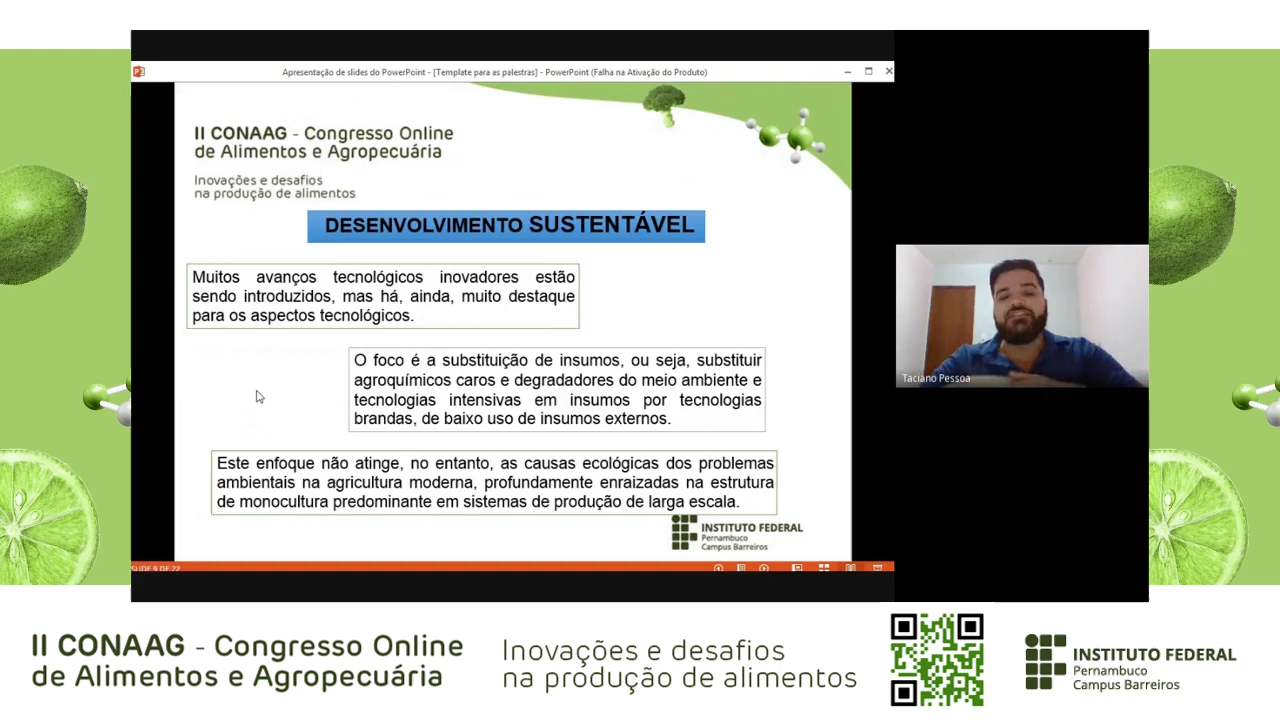 Apresentação de slides do PowerPoint - [Template para as palestras] - PowerPoint (Falha na Ativação do Produto)
II CONAAG - Congresso Online
de Alimentos e Agropecuária
Inovações e desafios
na produção de alimentos
DESENVOLVIMENTO SUSTENTÁVEL
Muitos avanços tecnológicos inovadores estão
sendo introduzidos, mas há, ainda, muito destaque
para os aspectos tecnológicos.
O foco é a substituição de insumos, ou seja, substituir
agroquímicos caros e degradadores do meio ambiente e
tecnologias intensivas em insumos por tecnologias
brandas, de baixo uso de insumos externos.
Este enfoque não atinge, no entanto, as causas ecológicas dos problemas
ambientais na agricultura moderna, profundamente enraizadas na estrutura
de monocultura predominante em sistemas de produção de larga escala.
INSTITUTO FEDERAL
Pernambuco
Campus Barreiros
SLIDE 9 DE 22
Taciano Pessoa
II CONAAG - Congresso Online
de Alimentos e Agropecuária
Inovações e desafios
na produção de alimentos
INSTITUTO FEDERAL
Pernambuco
Campus Barreiros